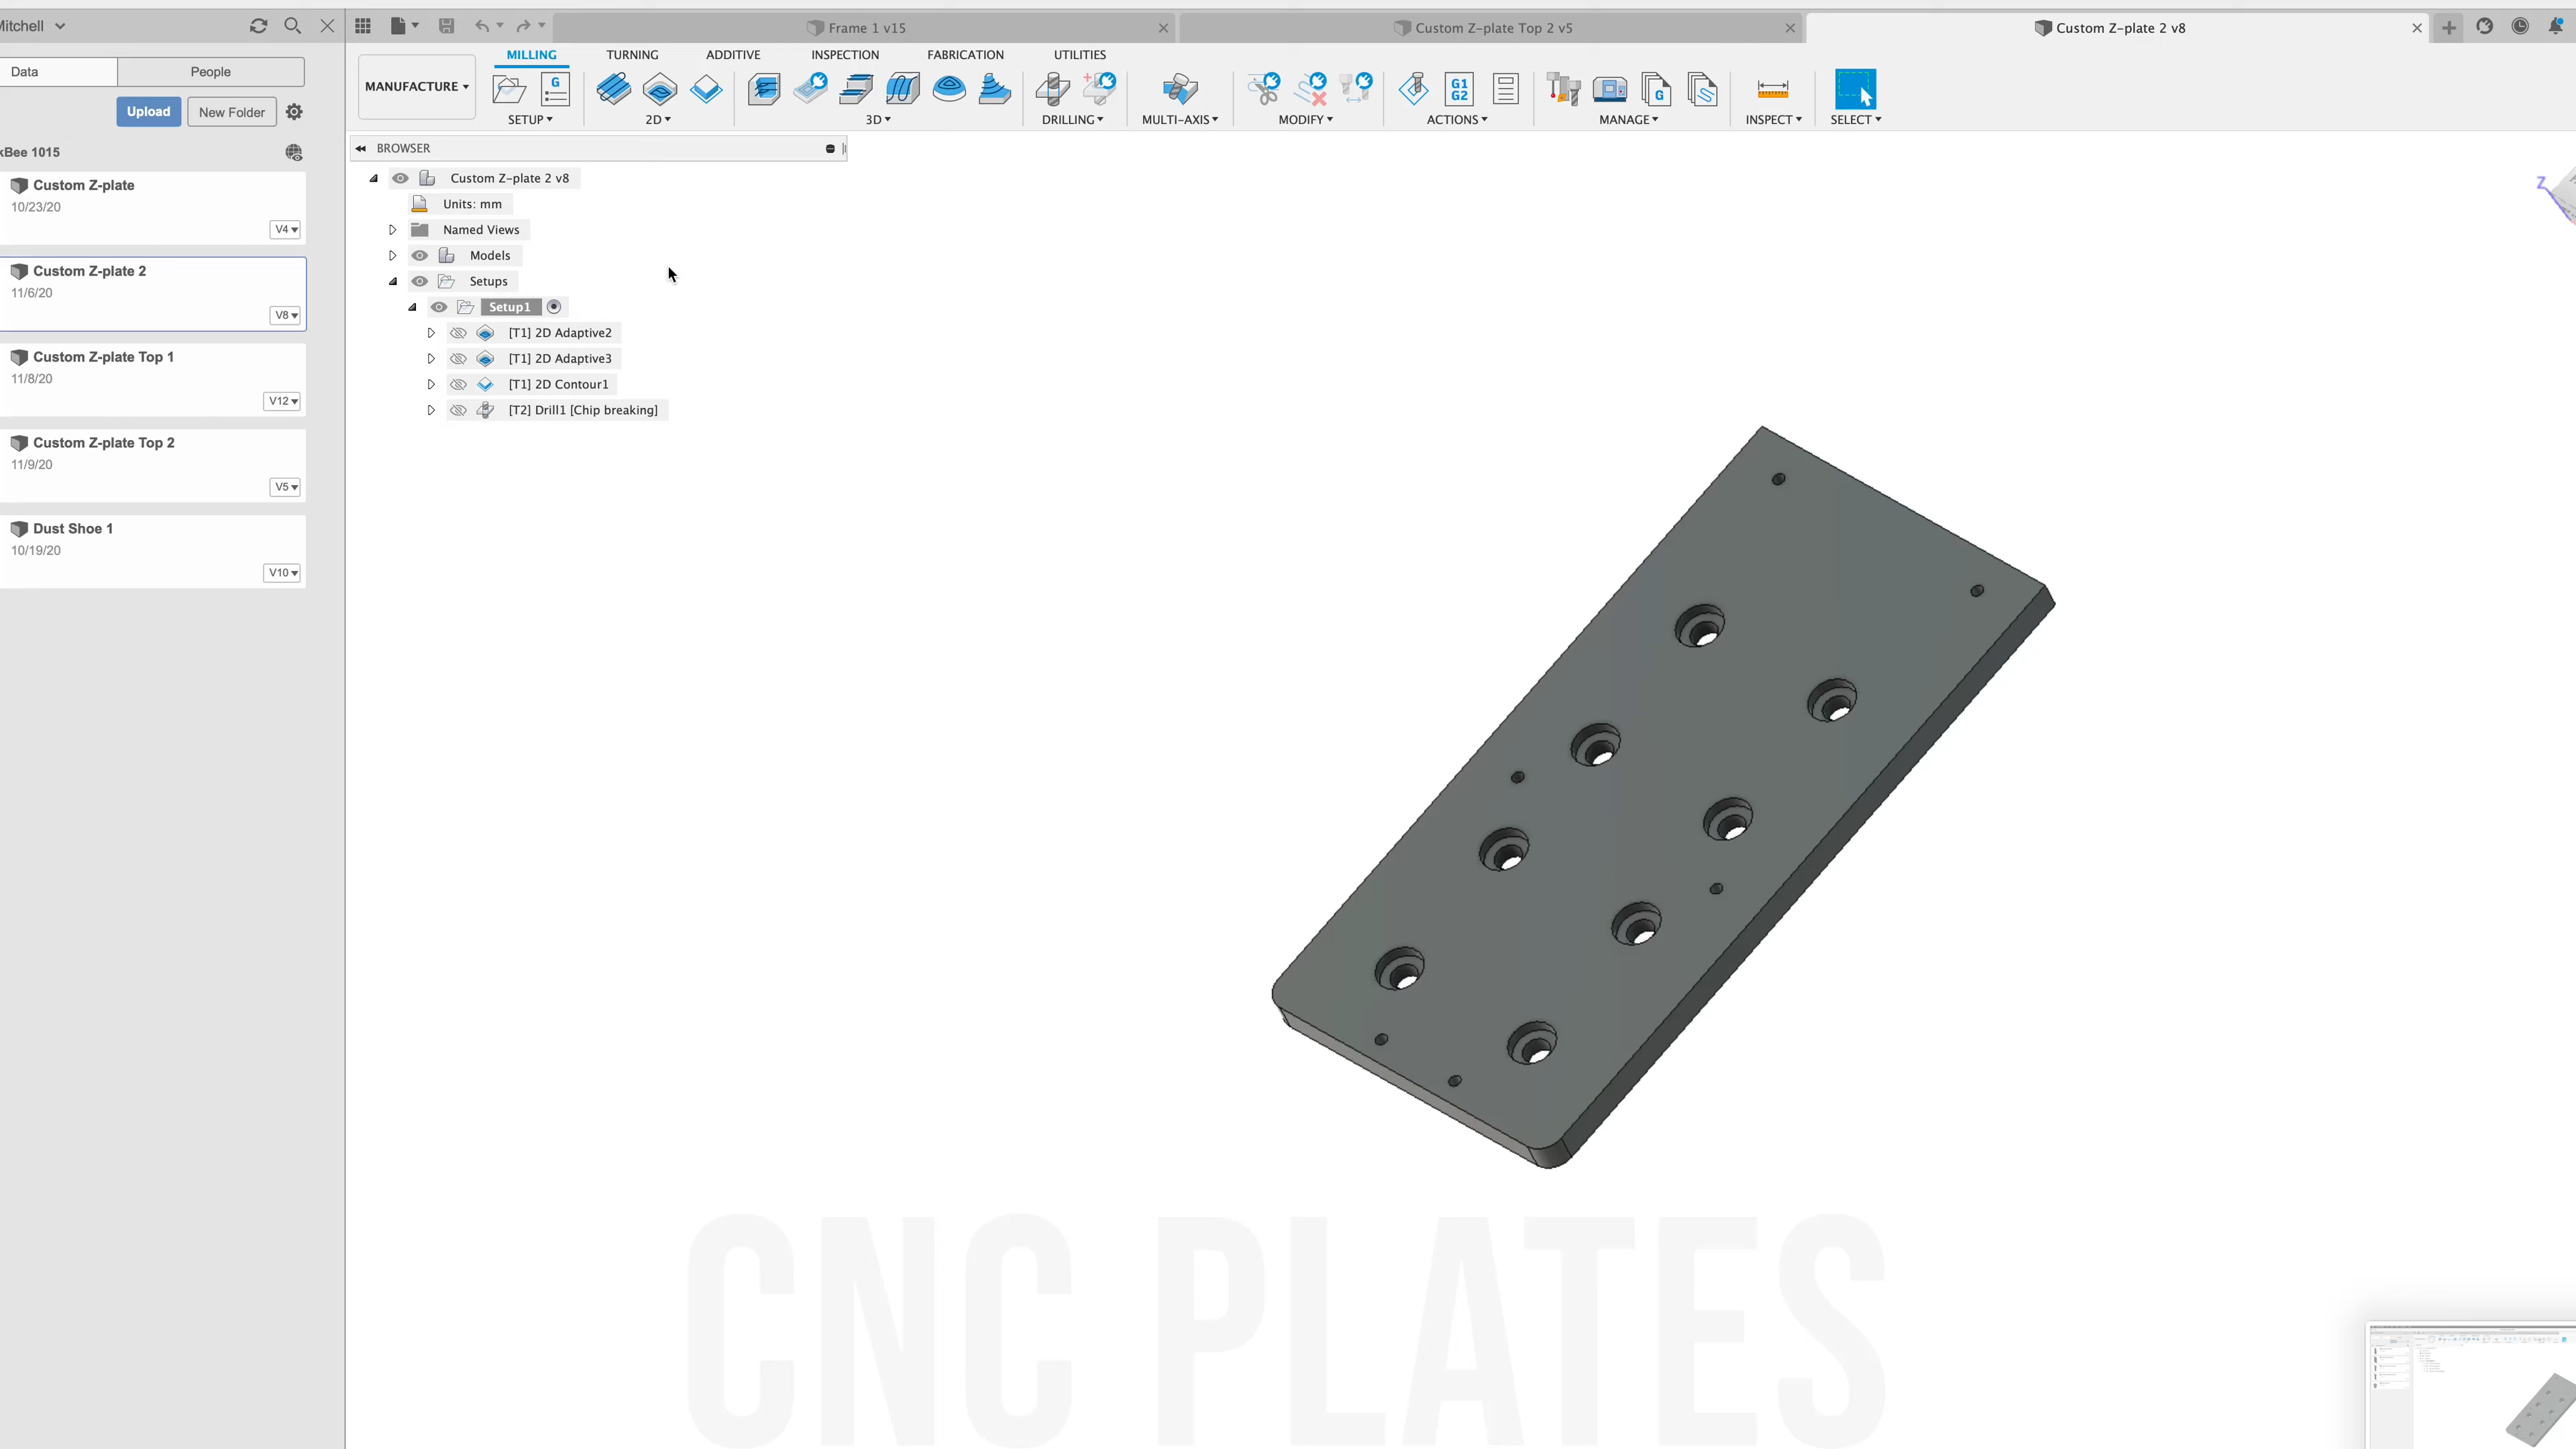 Mitchell
Frame 1 v15
Custom Z-plate Top 2 v5
Custom Z-plate 2 v8
Data
People
Upload
New Folder
kBee 1015
Custom Z-plate
10/23/20
V4
Custom Z-plate 2
11/6/20
V8
Custom Z-plate Top 1
11/8/20
V12
Custom Z-plate Top 2
11/9/20
V5
Dust Shoe 1
10/19/20
V10
MANUFACTURE
MILLING
TURNING
ADDITIVE
INSPECTION
FABRICATION
UTILITIES
G
G1
G2
G
SETUP
2D
3D
DRILLING
MULTI-AXIS
MODIFY
ACTIONS
MANAGE
INSPECT
SELECT
BROWSER
Custom Z-plate 2 v8
Units: mm
Named Views
Models
Setups
Setup1
[T1] 2D Adaptive2
[T1] 2D Adaptive3
[T1] 2D Contour1
[T2] Drill1 [Chip breaking]
Z
CNC PLATES